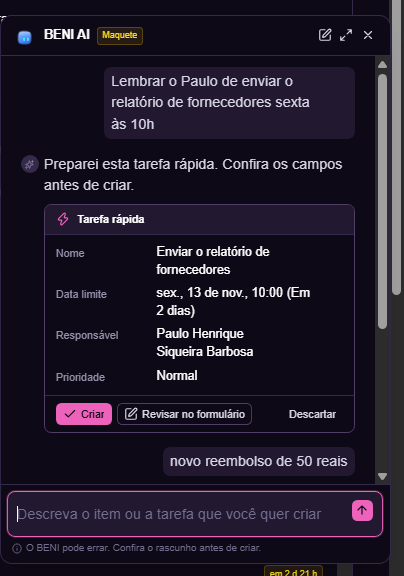 BENI AI Maquete
Lembrar o Paulo de enviar o
relatório de fornecedores sexta
às 10h
Preparei esta tarefa rápida. Confira os campos
antes de criar.
Tarefa rápida
Nome Enviar o relatório de
fornecedores
Data limite sex., 13 de nov., 10:00 (Em
2 dias)
Responsável Paulo Henrique
Siqueira Barbosa
Prioridade Normal
Criar Revisar no formulário Descartar
novo reembolso de 50 reais
Descreva o item ou a tarefa que você quer criar
O BENI pode errar. Confira o rascunho antes de criar.
em 2 d 21 h